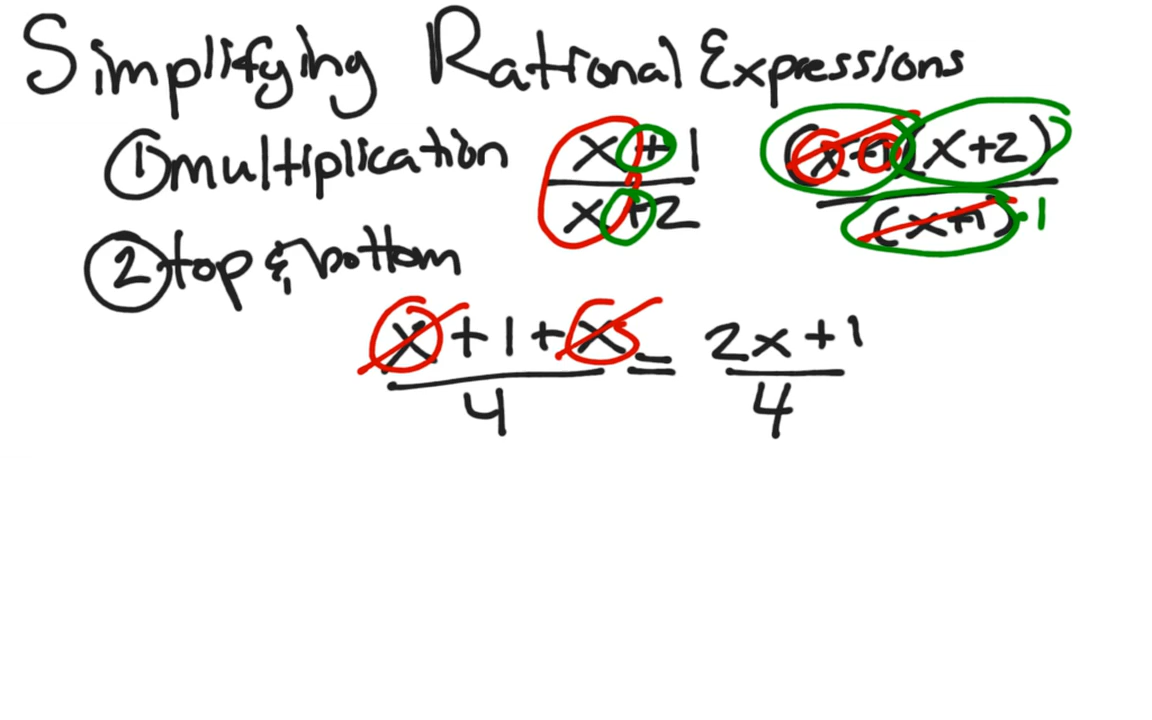 Simplifying Rational Expressions
① multiplication
x+1
x+2
(x+1)(x+2)
(x+1)·1
② top & bottom
x+1+x = 2x+1
4 4